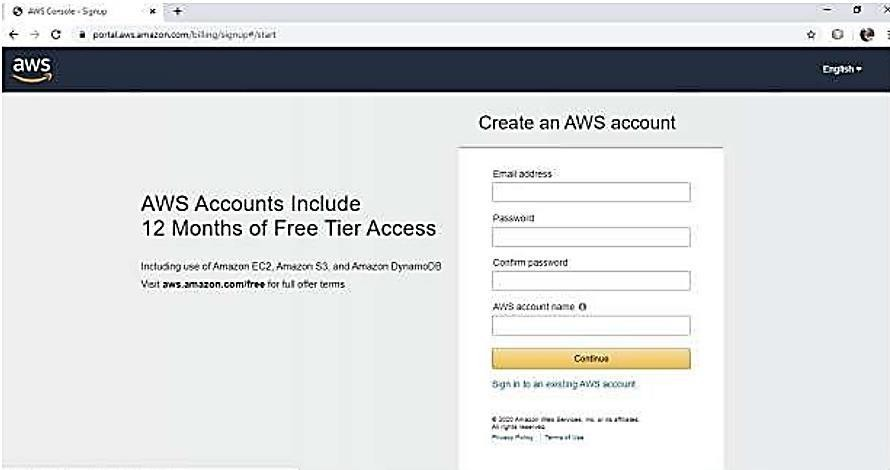 AWS Console - Signup
portal.aws.amazon.com/billing/signup#/start
aws
English
Create an AWS account
AWS Accounts Include
12 Months of Free Tier Access
Including use of Amazon EC2, Amazon S3, and Amazon DynamoDB
Visit aws.amazon.com/free for full offer terms
Email address
Password
Confirm password
AWS account name
Continue
Sign in to an existing AWS account
© 2020 Amazon Web Services, Inc. or its affiliates.
All rights reserved.
Privacy Policy | Terms of Use